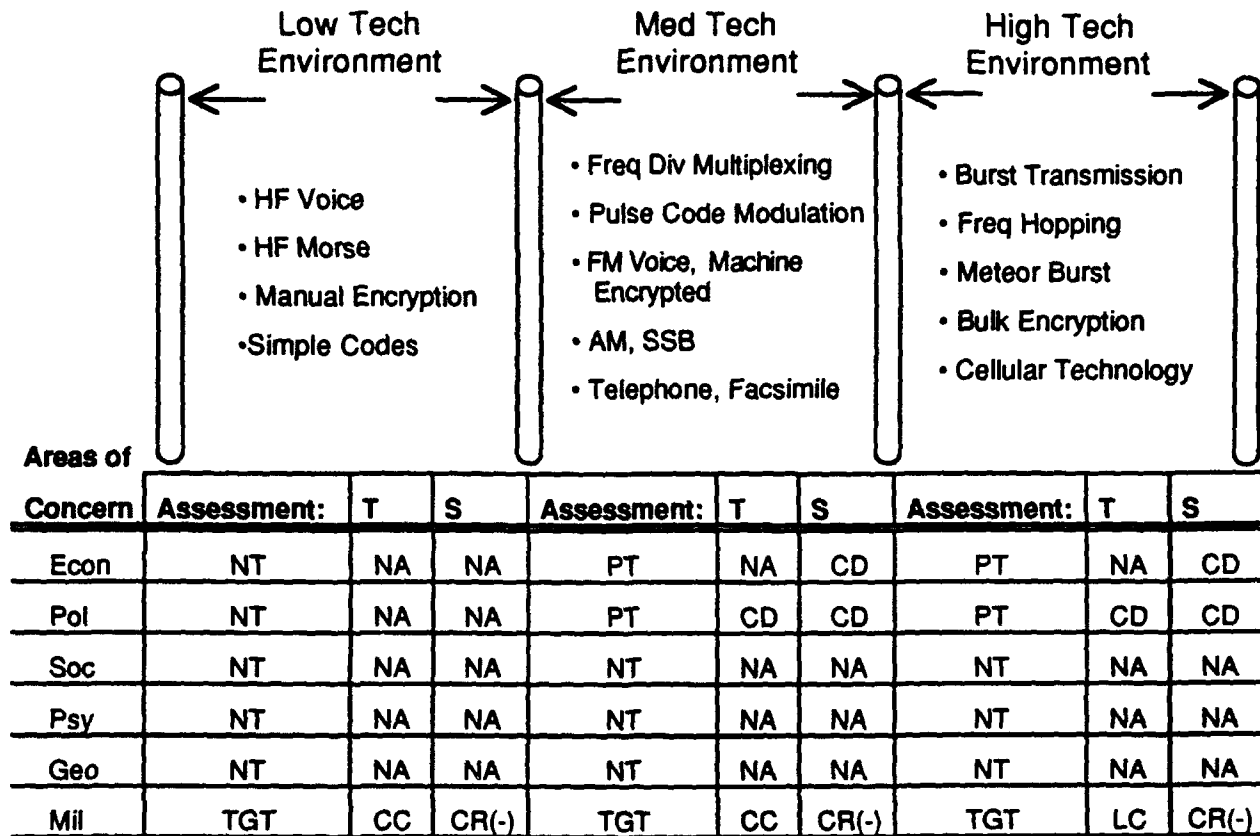 Low Tech
Environment
Med Tech
Environment
High Tech
Environment
• HF Voice
• HF Morse
• Manual Encryption
•Simple Codes
• Freq Div Multiplexing
• Pulse Code Modulation
• FM Voice, Machine
Encrypted
• AM, SSB
• Telephone, Facsimile
• Burst Transmission
• Freq Hopping
• Meteor Burst
• Bulk Encryption
• Cellular Technology
Areas of
Concern Assessment: T S Assessment: T S Assessment: T S
Econ NT NA NA PT NA CD PT NA CD
Pol NT NA NA PT CD CD PT CD CD
Soc NT NA NA NT NA NA NT NA NA
Psy NT NA NA NT NA NA NT NA NA
Geo NT NA NA NT NA NA NT NA NA
Mil TGT CC CR(-) TGT CC CR(-) TGT LC CR(-)